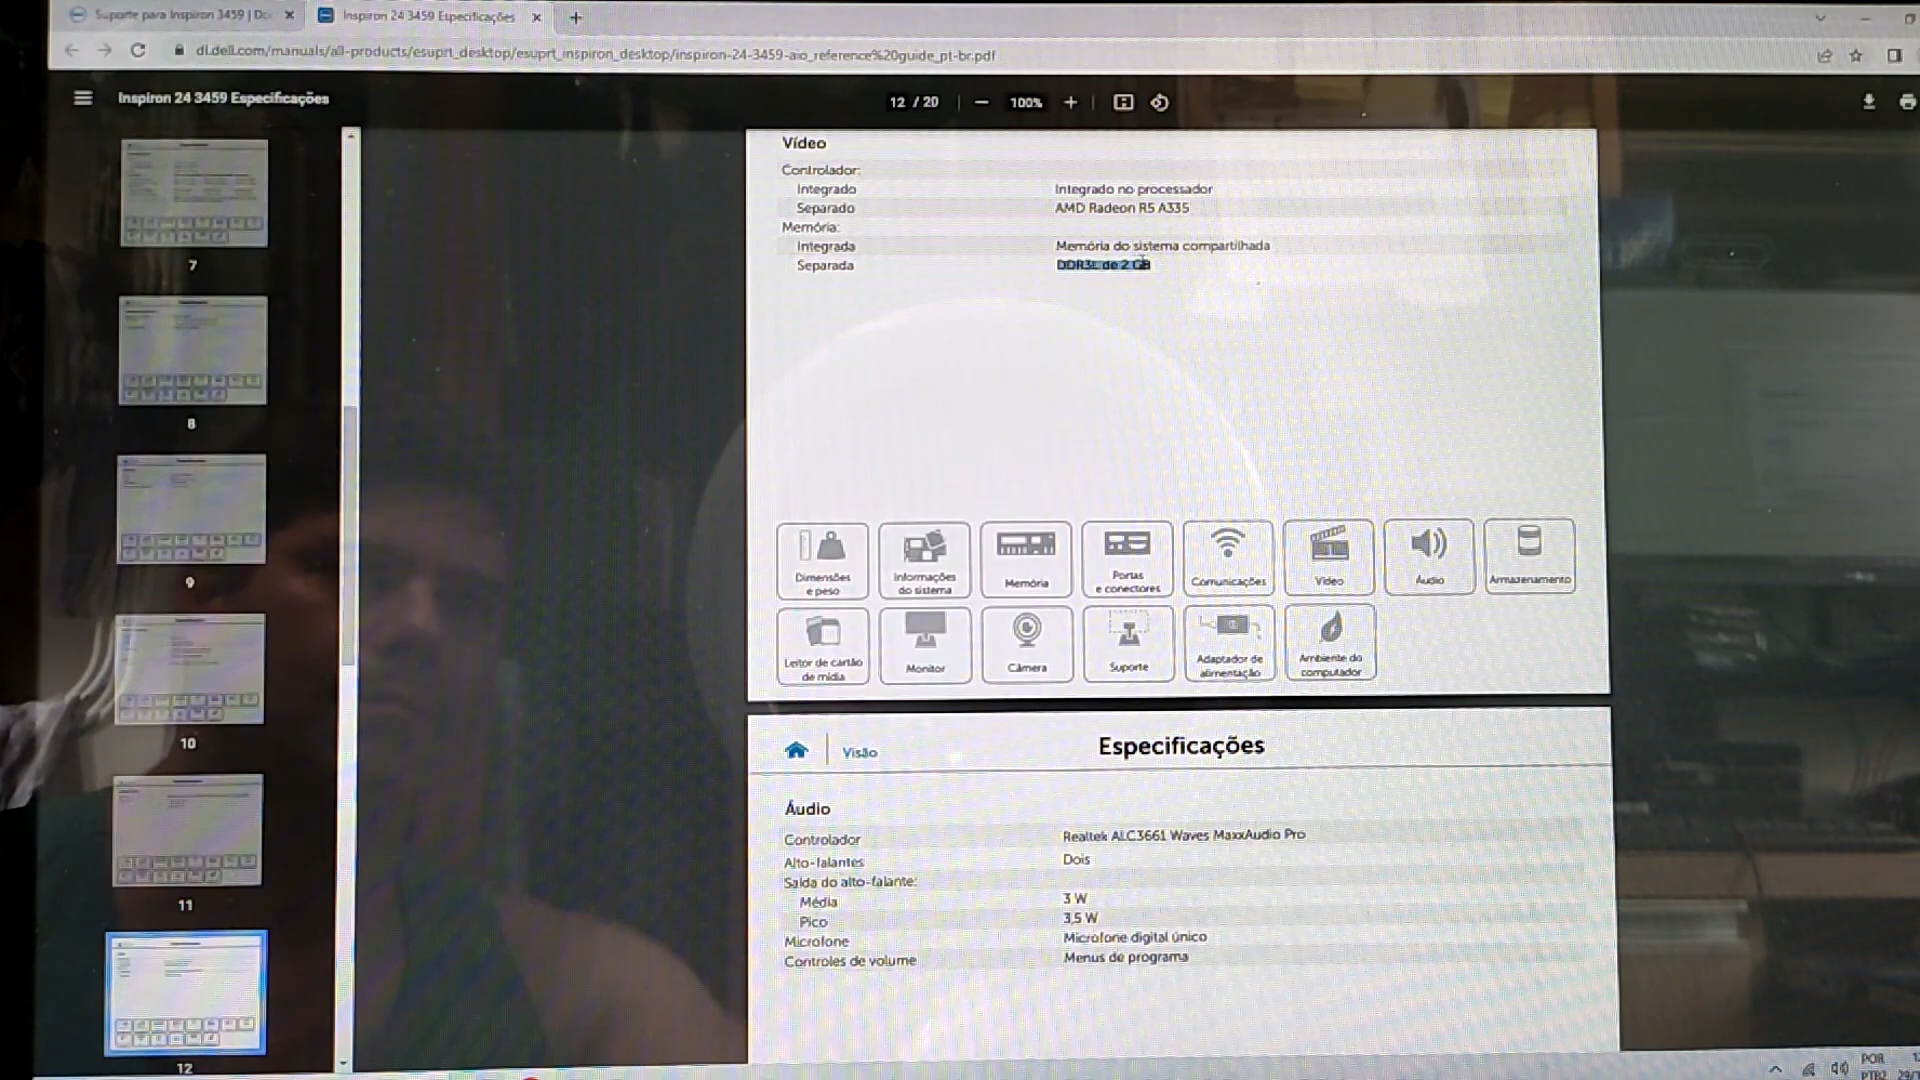 Suporte para Inspiron 3459 |
Inspiron 24 3459 Especificações
dl.dell.com/manuals/all-products/esuprt_desktop/esuprt_inspiron_desktop/inspiron-24-3459-aio_reference%20guide_pt-br.pdf
Inspiron 24 3459 Especificações
12 / 20
100%
7
8
9
10
11
12
Vídeo
Controlador:
Integrado Integrado no processador
Separado AMD Radeon R5 A335
Memória:
Integrada Memória do sistema compartilhada
Separada DDR3L de 2 GB
Dimensões e peso
Informações do sistema
Memória
Portas e conectores
Comunicações
Vídeo
Áudio
Armazenamento
Leitor de cartão de mídia
Monitor
Câmera
Suporte
Adaptador de alimentação
Ambiente do computador
Visão
Especificações
Áudio
Controlador Realtek ALC3661 Waves MaxxAudio Pro
Alto-falantes Dois
Saída do alto-falante:
Média 3 W
Pico 3,5 W
Microfone Microfone digital único
Controles de volume Menus de programa
POR
PTB2